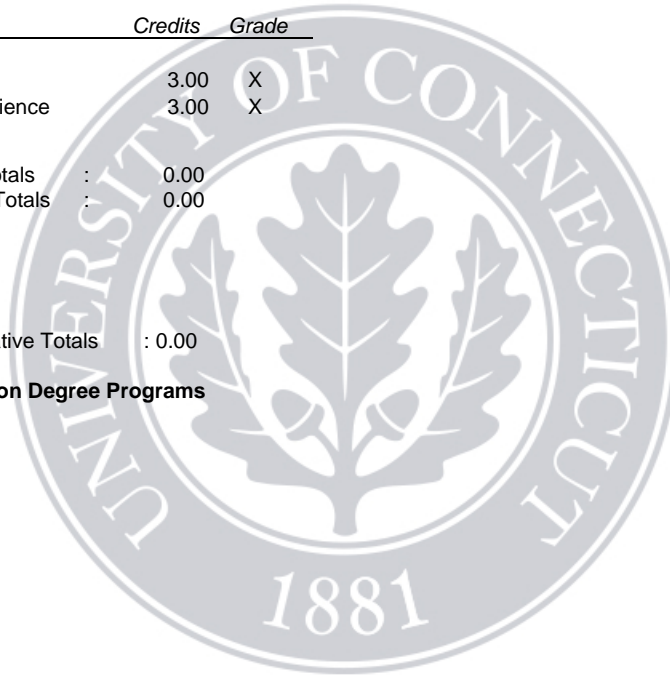 Credits Grade
3.00 X
ience 3.00 X
otals : 0.00
Totals : 0.00
tive Totals : 0.00
on Degree Programs
UNIVERSITY OF CONNECTICUT
1881